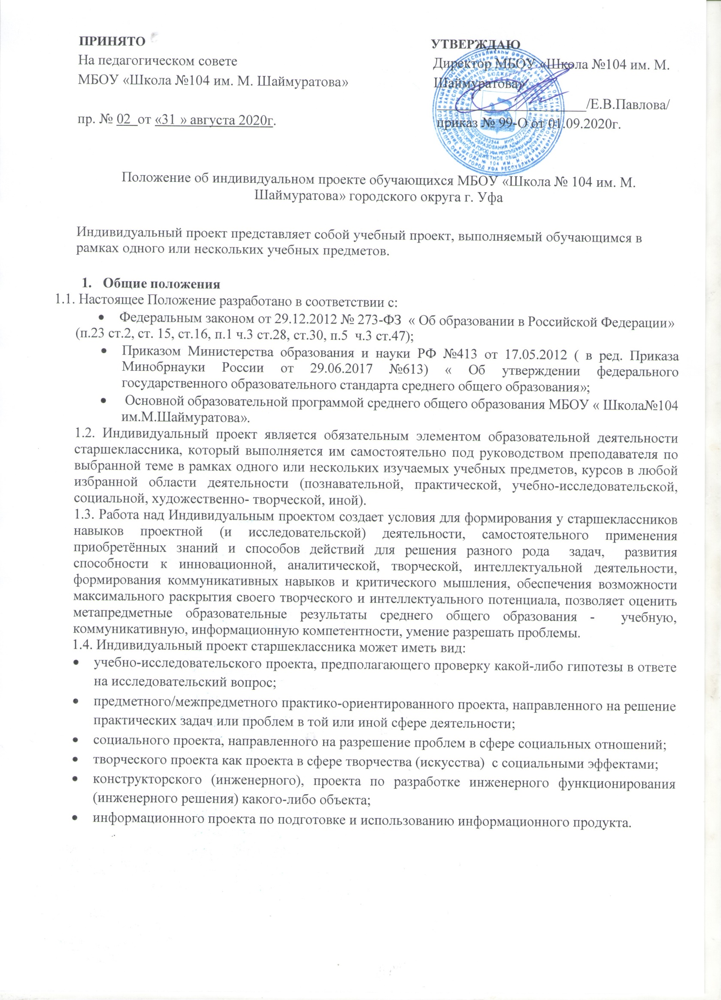 ПРИНЯТО
На педагогическом совете
МБОУ «Школа №104 им. М. Шаймуратова»
пр. № 02 от «31 » августа 2020г.
УТВЕРЖДАЮ
Директор МБОУ «Школа №104 им. М.
Шаймуратова»
/Е.В.Павлова/
приказ № 99-О от 01.09.2020г.
Положение об индивидуальном проекте обучающихся МБОУ «Школа № 104 им. М.
Шаймуратова» городского округа г. Уфа
Индивидуальный проект представляет собой учебный проект, выполняемый обучающимся в
рамках одного или нескольких учебных предметов.
1. Общие положения
1.1. Настоящее Положение разработано в соответствии с:
• Федеральным законом от 29.12.2012 № 273-ФЗ « Об образовании в Российской Федерации»
(п.23 ст.2, ст. 15, ст.16, п.1 ч.3 ст.28, ст.30, п.5 ч.3 ст.47);
• Приказом Министерства образования и науки РФ №413 от 17.05.2012 ( в ред. Приказа
Минобрнауки России от 29.06.2017 №613) « Об утверждении федерального
государственного образовательного стандарта среднего общего образования»;
• Основной образовательной программой среднего общего образования МБОУ « Школа№104
им.М.Шаймуратова».
1.2. Индивидуальный проект является обязательным элементом образовательной деятельности
старшеклассника, который выполняется им самостоятельно под руководством преподавателя по
выбранной теме в рамках одного или нескольких изучаемых учебных предметов, курсов в любой
избранной области деятельности (познавательной, практической, учебно-исследовательской,
социальной, художественно- творческой, иной).
1.3. Работа над Индивидуальным проектом создает условия для формирования у старшеклассников
навыков проектной (и исследовательской) деятельности, самостоятельного применения
приобретённых знаний и способов действий для решения разного рода задач, развития
способности к инновационной, аналитической, творческой, интеллектуальной деятельности,
формирования коммуникативных навыков и критического мышления, обеспечения возможности
максимального раскрытия своего творческого и интеллектуального потенциала, позволяет оценить
метапредметные образовательные результаты среднего общего образования - учебную,
коммуникативную, информационную компетентности, умение разрешать проблемы.
1.4. Индивидуальный проект старшеклассника может иметь вид:
• учебно-исследовательского проекта, предполагающего проверку какой-либо гипотезы в ответе
на исследовательский вопрос;
• предметного/межпредметного практико-ориентированного проекта, направленного на решение
практических задач или проблем в той или иной сфере деятельности;
• социального проекта, направленного на разрешение проблем в сфере социальных отношений;
• творческого проекта как проекта в сфере творчества (искусства) с социальными эффектами;
• конструкторского (инженерного), проекта по разработке инженерного функционирования
(инженерного решения) какого-либо объекта;
• информационного проекта по подготовке и использованию информационного продукта.